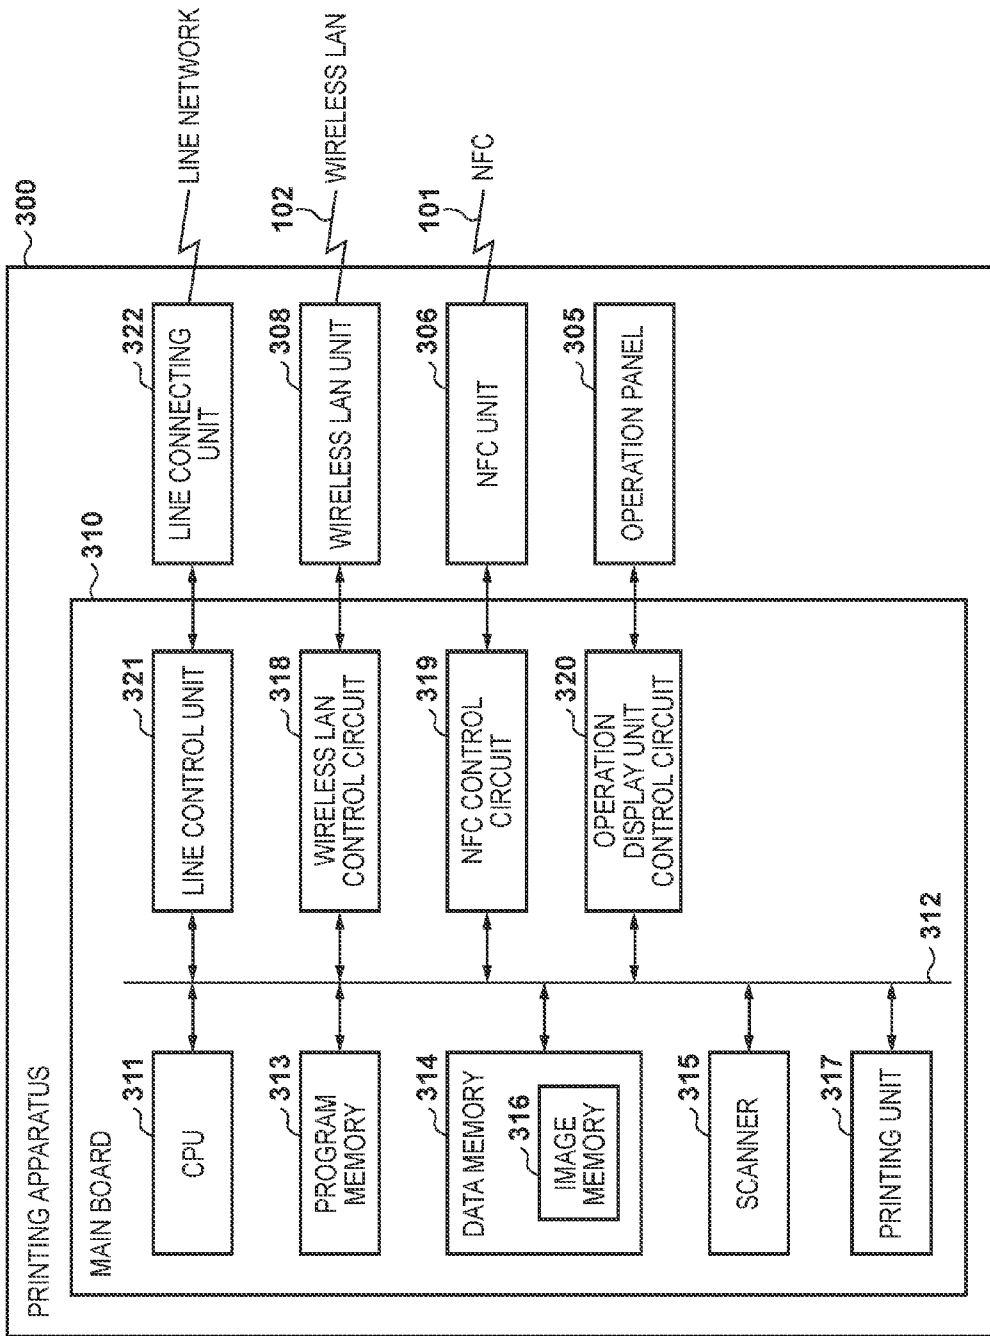 PRINTING APPARATUS
300
MAIN BOARD
310
311
CPU
321
LINE CONTROL UNIT
322
LINE CONNECTING
UNIT
LINE NETWORK
313
PROGRAM
MEMORY
318
WIRELESS LAN
CONTROL CIRCUIT
308
WIRELESS LAN UNIT
102
WIRELESS LAN
314
DATA MEMORY
316
IMAGE
MEMORY
319
NFC CONTROL
CIRCUIT
306
NFC UNIT
101
NFC
320
OPERATION
DISPLAY UNIT
CONTROL CIRCUIT
305
OPERATION PANEL
315
SCANNER
317
PRINTING UNIT
312